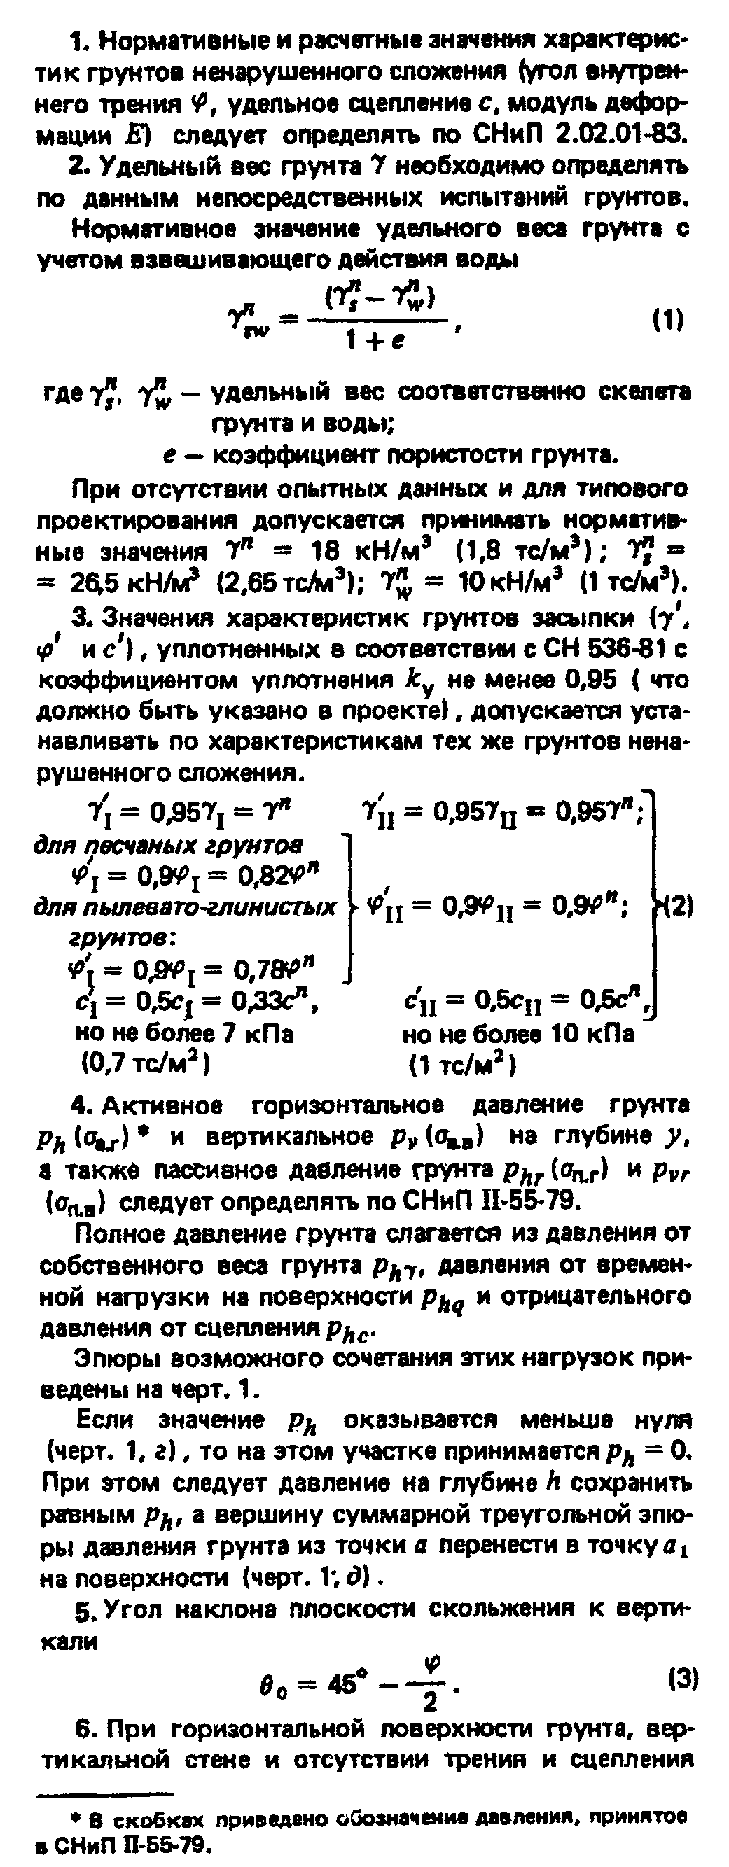 1. Нормативные и расчетные значения характерис-
тик грунтов ненарушенного сложения (угол внутрен-
него трения φ, удельное сцепление c, модуль дефор-
мации E) следует определять по СНиП 2.02.01-83.
2. Удельный вес грунта γ необходимо определять
по данным непосредственных испытаний грунтов.
Нормативное значение удельного веса грунта с
учетом взвешивающего действия воды
γⁿ_sw = (γⁿ_s − γⁿ_w) / 1 + e , (1)
где γⁿ_s, γⁿ_w — удельный вес соответственно скелета
грунта и воды;
e — коэффициент пористости грунта.
При отсутствии опытных данных и для типового
проектирования допускается принимать норматив-
ные значения γⁿ = 18 кН/м³ (1,8 тс/м³); γⁿ_s =
= 26,5 кН/м³ (2,65 тс/м³); γⁿ_w = 10 кН/м³ (1 тс/м³).
3. Значения характеристик грунтов засыпки (γ′,
φ′ и c′), уплотненных в соответствии с СН 536-81 с
коэффициентом уплотнения k_y не менее 0,95 ( что
должно быть указано в проекте), допускается уста-
навливать по характеристикам тех же грунтов нена-
рушенного сложения.
γ′_I = 0,95γ_I = γⁿ γ′_II = 0,95γ_II = 0,95γⁿ;
для песчаных грунтов
φ′_I = 0,9φ_I = 0,82φⁿ
для пылевато-глинистых φ′_II = 0,9φ_II = 0,9φⁿ; (2)
грунтов:
φ′_I = 0,9φ_I = 0,78φⁿ
c′_I = 0,5c_I = 0,33cⁿ, c′_II = 0,5c_II = 0,5cⁿ,
но не более 7 кПа но не более 10 кПа
(0,7 тс/м²) (1 тс/м²)
4. Активное горизонтальное давление грунта
p_h (σ_а.г) * и вертикальное p_v (σ_а.в) на глубине y,
а также пассивное давление грунта p_hr (σ_п.г) и p_vr
(σ_п.в) следует определять по СНиП II-55-79.
Полное давление грунта слагается из давления от
собственного веса грунта p_hγ, давления от времен-
ной нагрузки на поверхности p_hq и отрицательного
давления от сцепления p_hc.
Эпюры возможного сочетания этих нагрузок при-
ведены на черт. 1.
Если значение p_h оказывается меньше нуля
(черт. 1, г), то на этом участке принимается p_h = 0.
При этом следует давление на глубине h сохранить
равным p_h, а вершину суммарной треугольной эпю-
ры давления грунта из точки a перенести в точку a₁
на поверхности (черт. 1, д).
5. Угол наклона плоскости скольжения к верти-
кали
θ₀ = 45° − φ / 2 . (3)
6. При горизонтальной поверхности грунта, вер-
тикальной стене и отсутствии трения и сцепления
* В скобках приведено обозначение давления, принятое
в СНиП II-55-79.